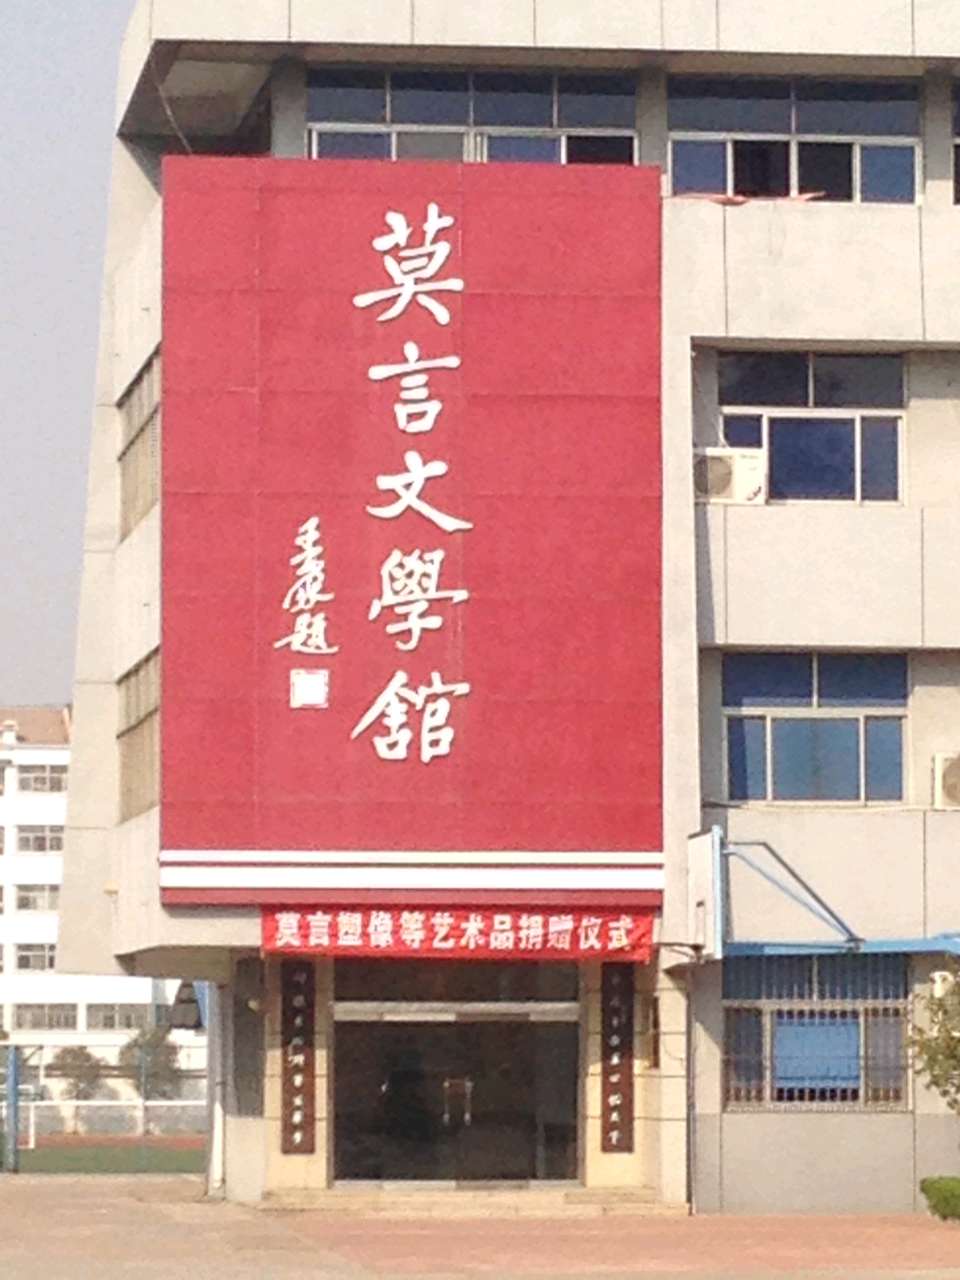 莫言文學館
王蒙題
莫言塑像等艺术品捐赠仪式